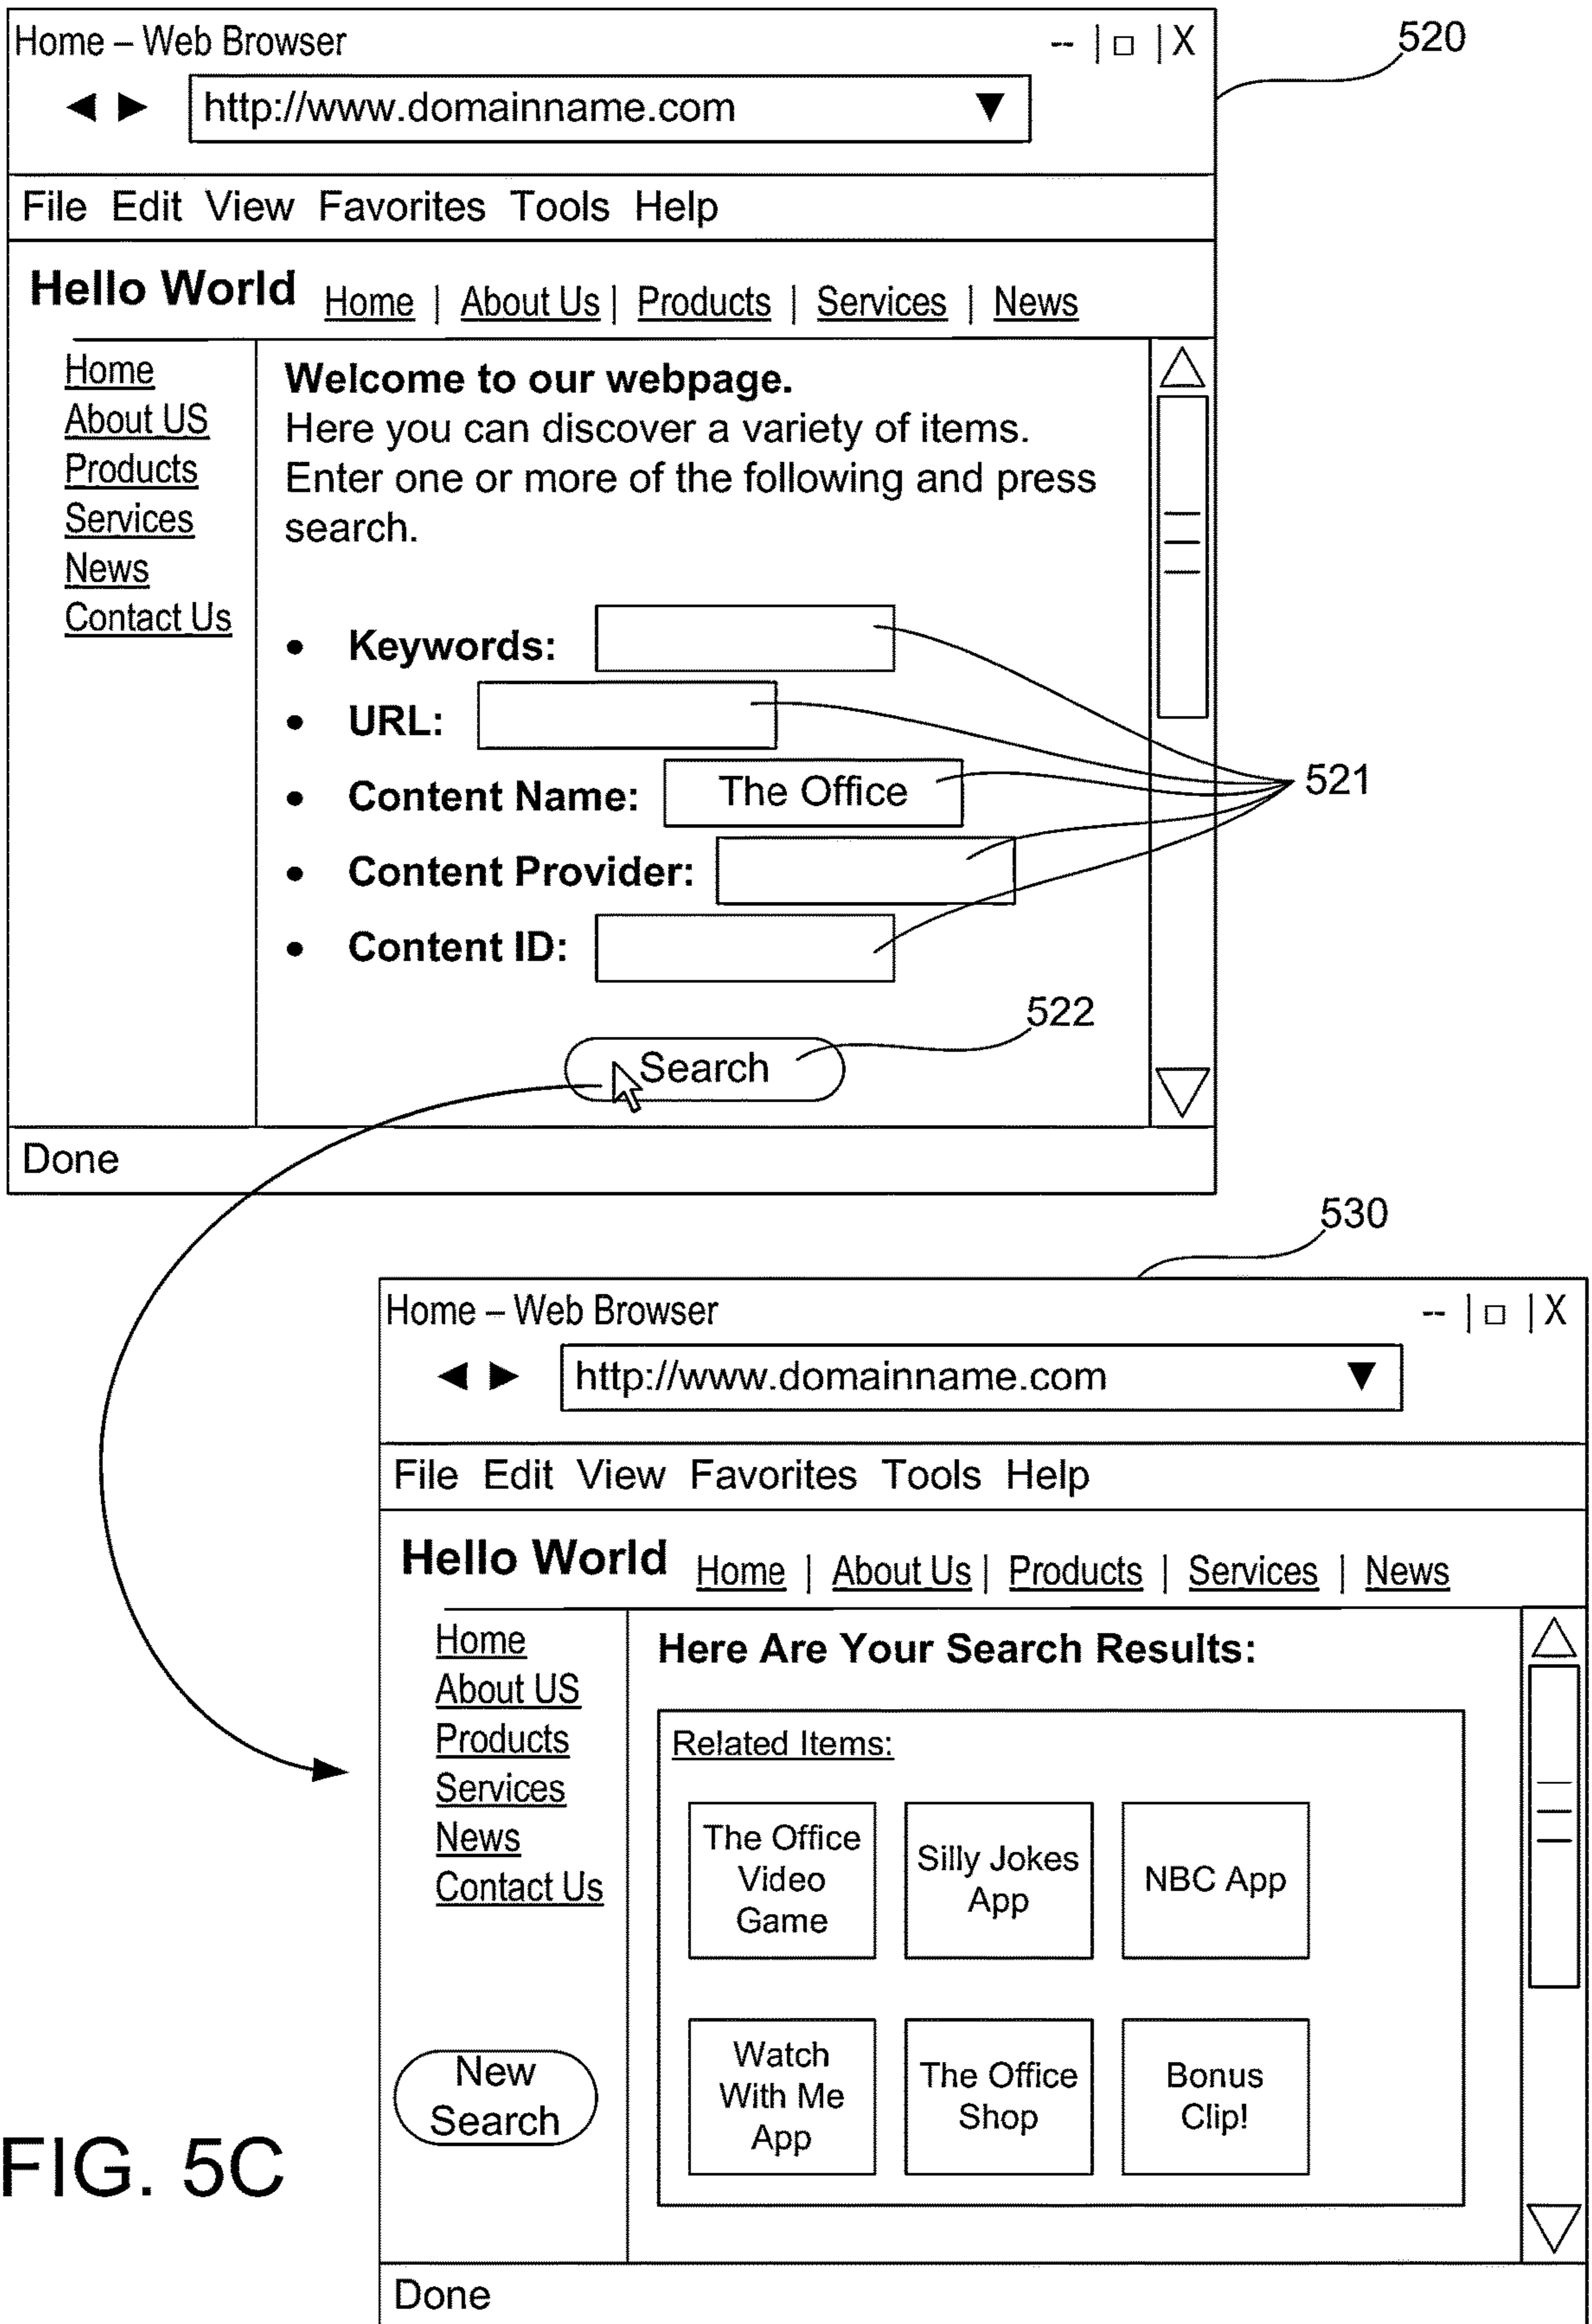 Home – Web Browser -- | □ | X
520
◄ ► http://www.domainname.com ▼
File Edit View Favorites Tools Help
Hello World Home | About Us | Products | Services | News
Home
About US
Products
Services
News
Contact Us
Welcome to our webpage.
Here you can discover a variety of items.
Enter one or more of the following and press
search.
• Keywords:
• URL:
521
• Content Name: The Office
• Content Provider:
• Content ID:
522
Search
Done
530
Home – Web Browser -- | □ | X
◄ ► http://www.domainname.com ▼
File Edit View Favorites Tools Help
Hello World Home | About Us | Products | Services | News
Home
About US
Products
Services
News
Contact Us
New
Search
Here Are Your Search Results:
Related Items:
The Office
Video
Game
Silly Jokes
App
NBC App
Watch
With Me
App
The Office
Shop
Bonus
Clip!
Done
FIG. 5C